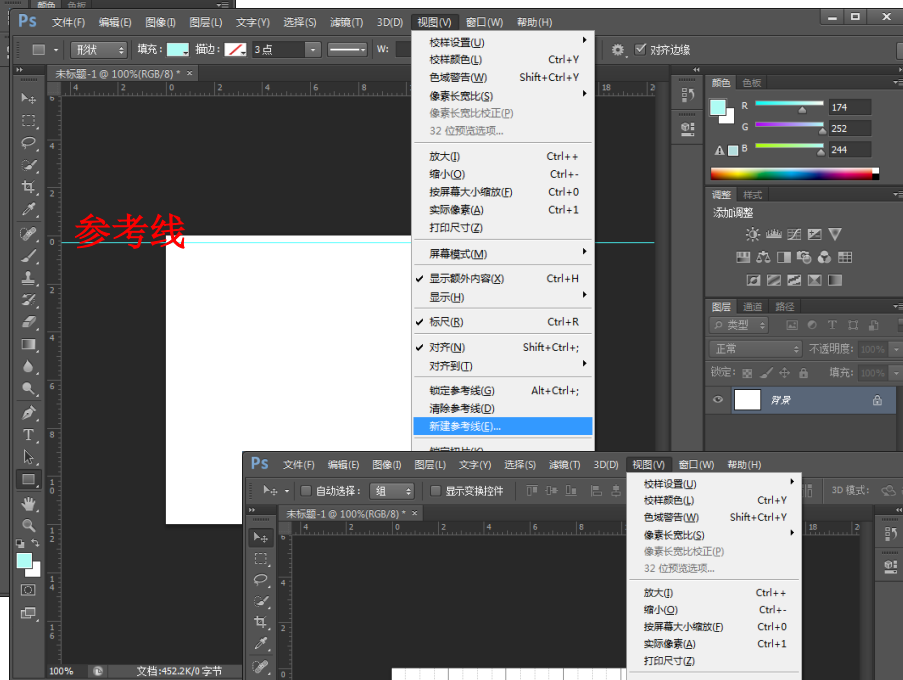 颜色 色板
Ps 文件(F) 编辑(E) 图像(I) 图层(L) 文字(Y) 选择(S) 滤镜(T) 3D(D) 视图(V) 窗口(W) 帮助(H)
形状 填充: 描边: 3 点 W: 对齐边缘
未标题-1 @ 100%(RGB/8) * ×
校样设置(U)
校样颜色(L) Ctrl+Y
色域警告(W) Shift+Ctrl+Y
像素长宽比(S)
像素长宽比校正(P)
32 位预览选项...
放大(I) Ctrl++
缩小(O) Ctrl+-
按屏幕大小缩放(F) Ctrl+0
实际像素(A) Ctrl+1
打印尺寸(Z)
屏幕模式(M)
显示额外内容(X) Ctrl+H
显示(H)
标尺(R) Ctrl+R
对齐(N) Shift+Ctrl+;
对齐到(T)
锁定参考线(G) Alt+Ctrl+;
清除参考线(D)
新建参考线(E)...
参考线
颜色 色板
R 174
G 252
B 244
调整 样式
添加调整
图层 通道 路径
类型
正常 不透明度: 100%
锁定: 填充: 100%
背景
100% 文档:452.2K/0 字节
Ps 文件(F) 编辑(E) 图像(I) 图层(L) 文字(Y) 选择(S) 滤镜(T) 3D(D) 视图(V) 窗口(W) 帮助(H)
自动选择: 组 显示变换控件 3D 模式:
未标题-1 @ 100%(RGB/8) * ×
校样设置(U)
校样颜色(L) Ctrl+Y
色域警告(W) Shift+Ctrl+Y
像素长宽比(S)
像素长宽比校正(P)
32 位预览选项...
放大(I) Ctrl++
缩小(O) Ctrl+-
按屏幕大小缩放(F) Ctrl+0
实际像素(A) Ctrl+1
打印尺寸(Z)